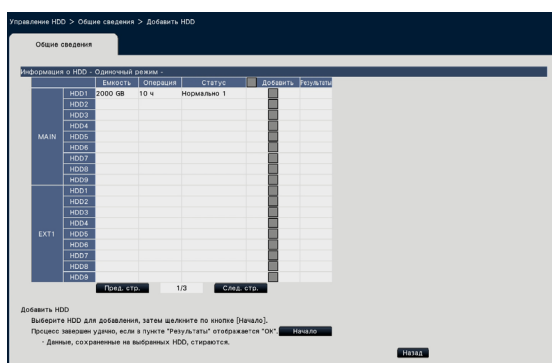 Управление HDD > Общие сведения > Добавить HDD
Общие сведения
Информация о HDD - Одиночный режим -
Емкость Операция Статус Добавить Результаты
MAIN
HDD1 2000 GB 10 ч Нормально 1
HDD2
HDD3
HDD4
HDD5
HDD6
HDD7
HDD8
HDD9
EXT1
HDD1
HDD2
HDD3
HDD4
HDD5
HDD6
HDD7
HDD8
HDD9
Пред. стр. 1/3 След. стр.
Добавить HDD
Выберите HDD для добавления, затем щелкните по кнопке [Начало].
Процесс завершен удачно, если в пункте "Результаты" отображается "OK". Начало
- Данные, сохраненные на выбранных HDD, стираются.
Назад